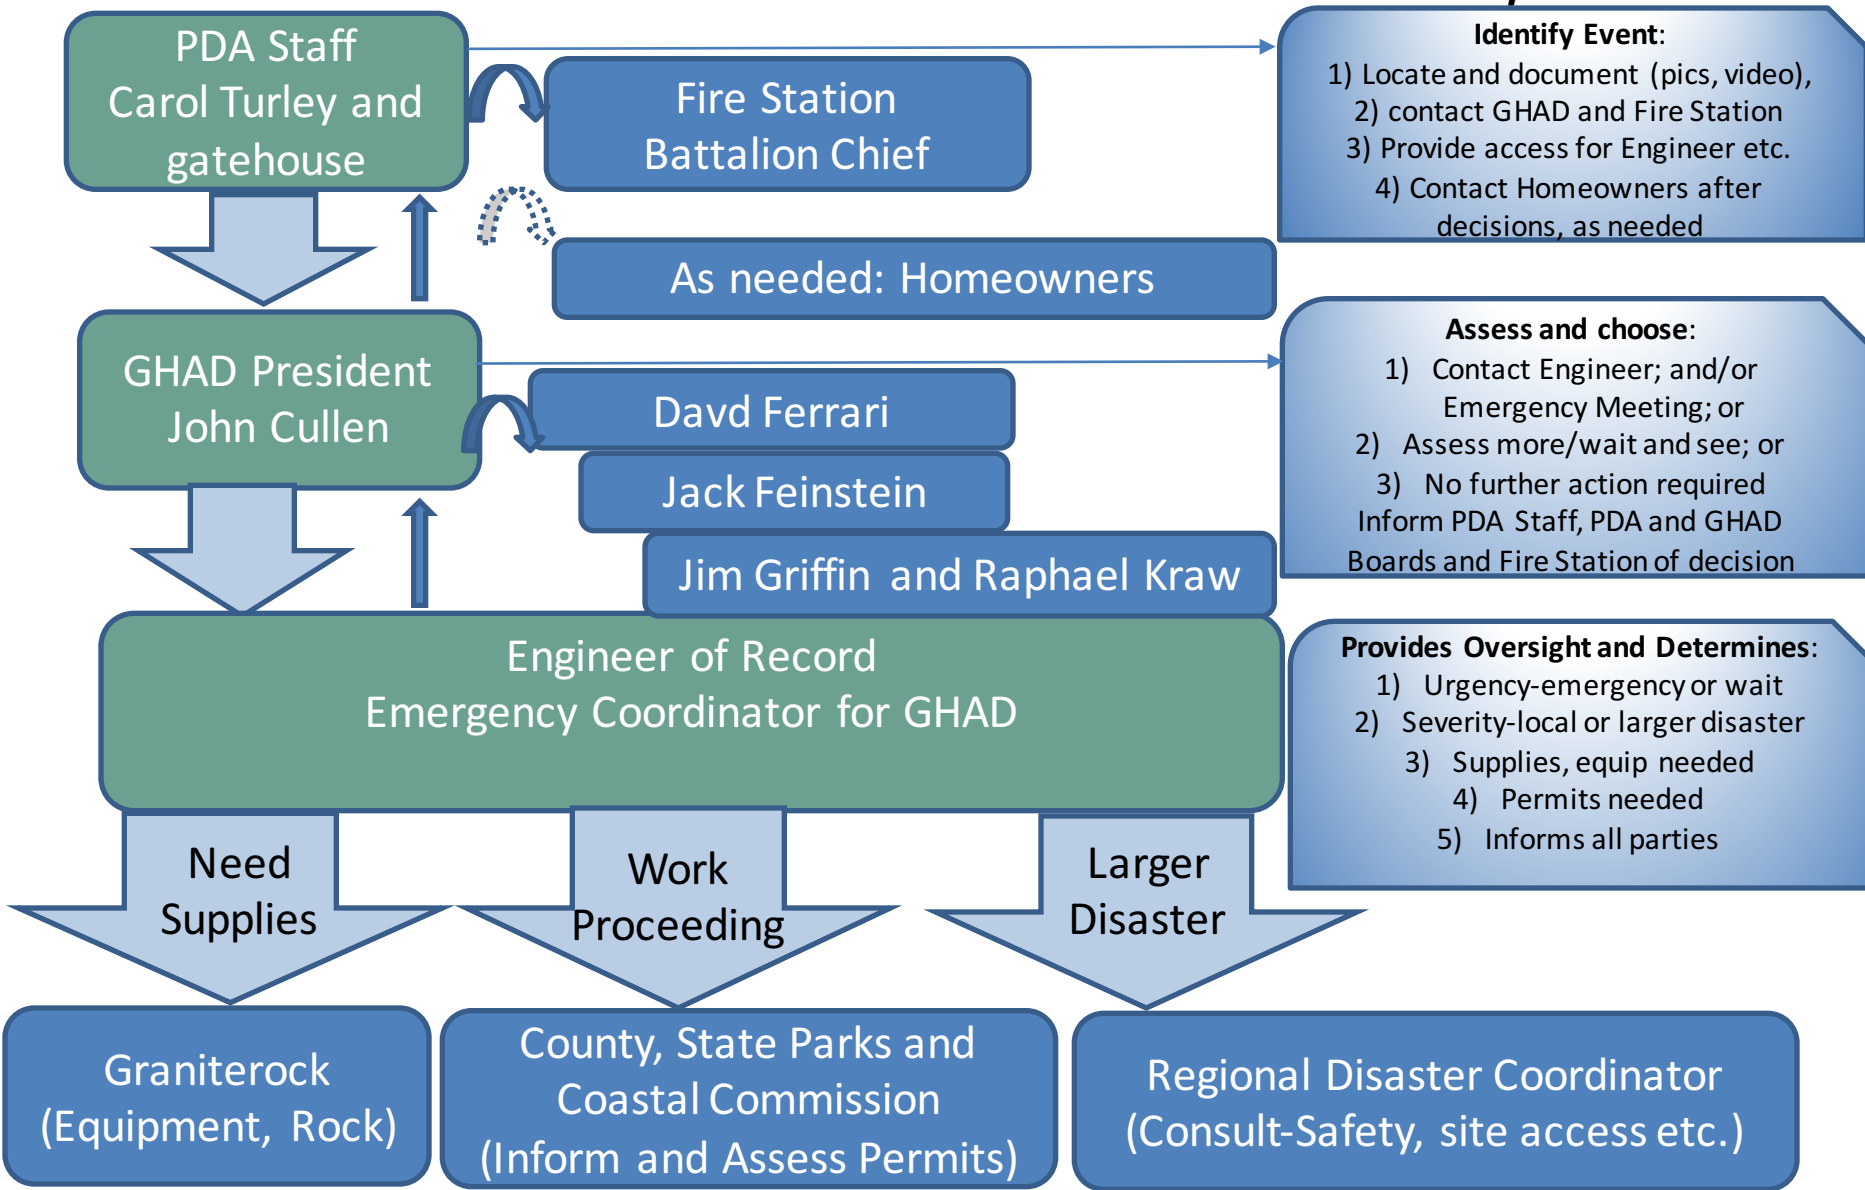 PDA Staff
Carol Turley and
gatehouse
Fire Station
Battalion Chief
Identify Event:
1) Locate and document (pics, video),
2) contact GHAD and Fire Station
3) Provide access for Engineer etc.
4) Contact Homeowners after
decisions, as needed
As needed: Homeowners
GHAD President
John Cullen
Davd Ferrari
Jack Feinstein
Jim Griffin and Raphael Kraw
Assess and choose:
1) Contact Engineer; and/or
Emergency Meeting; or
2) Assess more/wait and see; or
3) No further action required
Inform PDA Staff, PDA and GHAD
Boards and Fire Station of decision
Engineer of Record
Emergency Coordinator for GHAD
Provides Oversight and Determines:
1) Urgency-emergency or wait
2) Severity-local or larger disaster
3) Supplies, equip needed
4) Permits needed
5) Informs all parties
Need
Supplies
Work
Proceeding
Larger
Disaster
Graniterock
(Equipment, Rock)
County, State Parks and
Coastal Commission
(Inform and Assess Permits)
Regional Disaster Coordinator
(Consult-Safety, site access etc.)